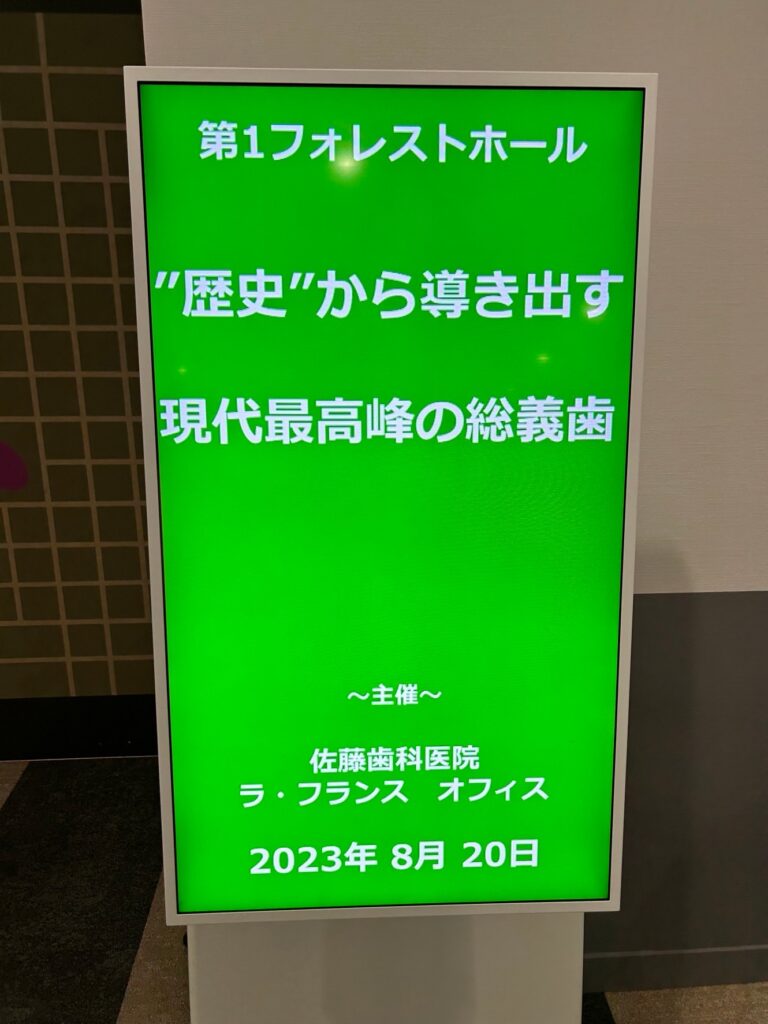 第1フォレストホール
”歴史”から導き出す
現代最高峰の総義歯
～主催～
佐藤歯科医院
ラ・フランス　オフィス
2023年 8月 20日